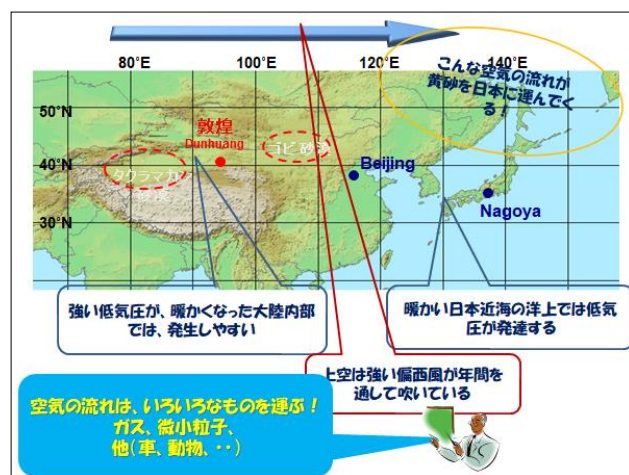 80°E 100°E 120°E 140°E
こんな空気の流れが
黄砂を日本に運んでく
る！
50°N
敦煌
Dunhuang
ゴビ 砂漠
40°N
タクラマカ
砂漠
Beijing
Nagoya
30°N
強い低気圧が、暖かくなった大陸内部
では、発生しやすい
暖かい日本近海の洋上では低気
圧が発達する
上空は強い偏西風が年間を
通して吹いている
空気の流れは、いろいろなものを運ぶ！
ガス、微小粒子、
他（車、動物、・・）